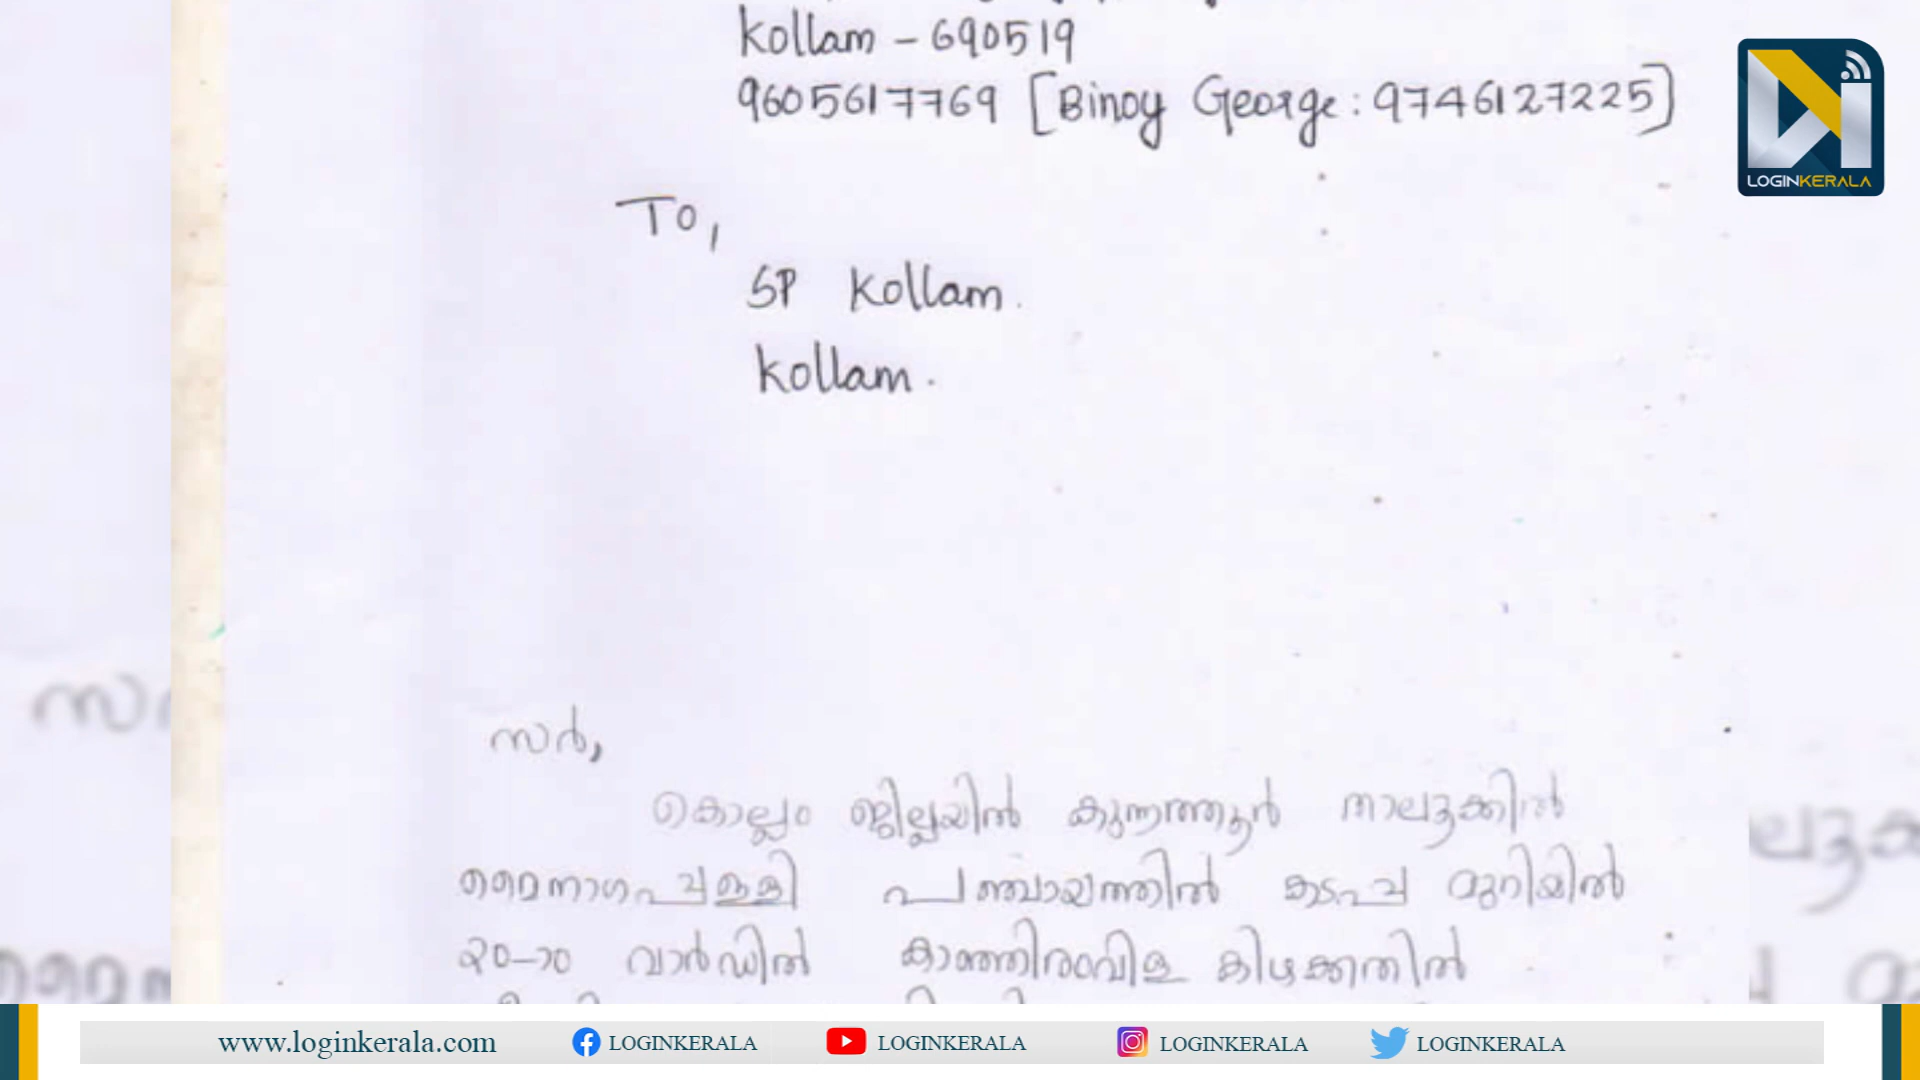 Kollam - 690519
9605617769 [Binoy George : 9746127225]
To,
SP Kollam.
Kollam.
സർ,
കൊല്ലം ജില്ലയിൽ കുന്നത്തൂർ താലൂക്കിൽ
മൈനാഗപ്പള്ളി പഞ്ചായത്തിൽ കടപ്പ മുറിയിൽ
20-ാം വാർഡിൽ കാഞ്ഞിരംവിള കിഴക്കതിൽ
LOGINKERALA
www.loginkerala.com LOGINKERALA LOGINKERALA LOGINKERALA LOGINKERALA